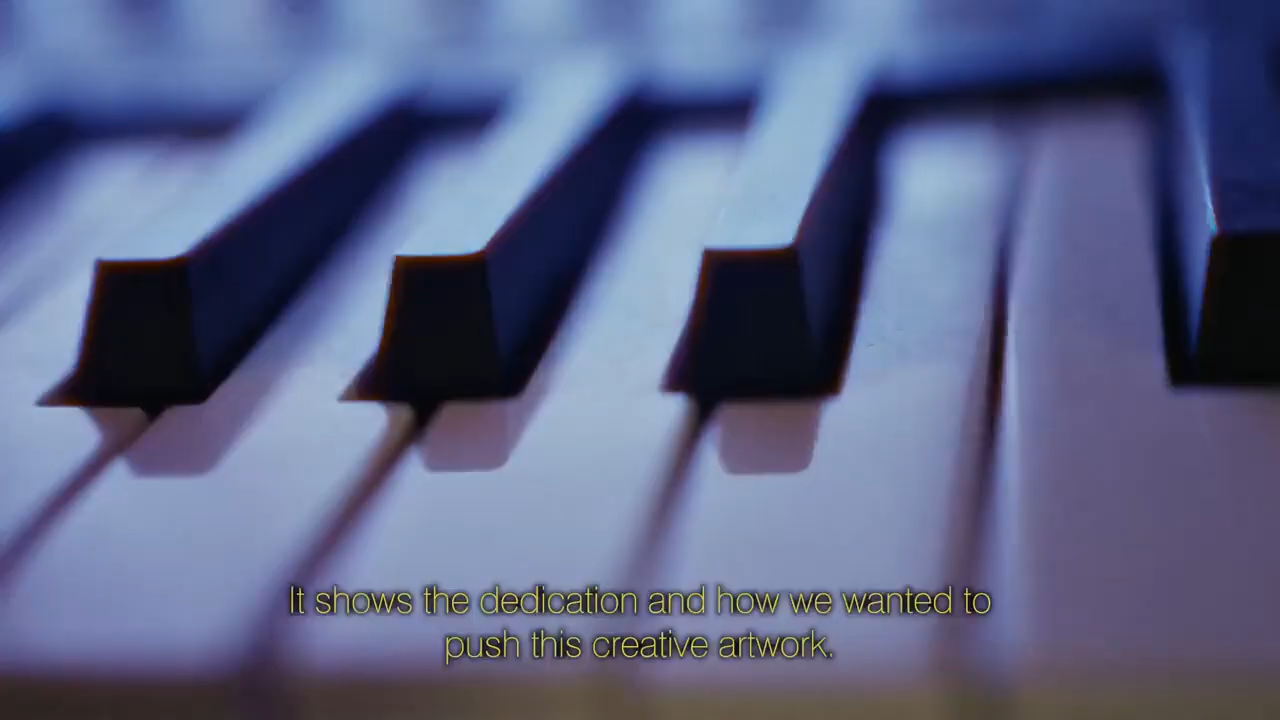 It shows the dedication and how we wanted to
push this creative artwork.